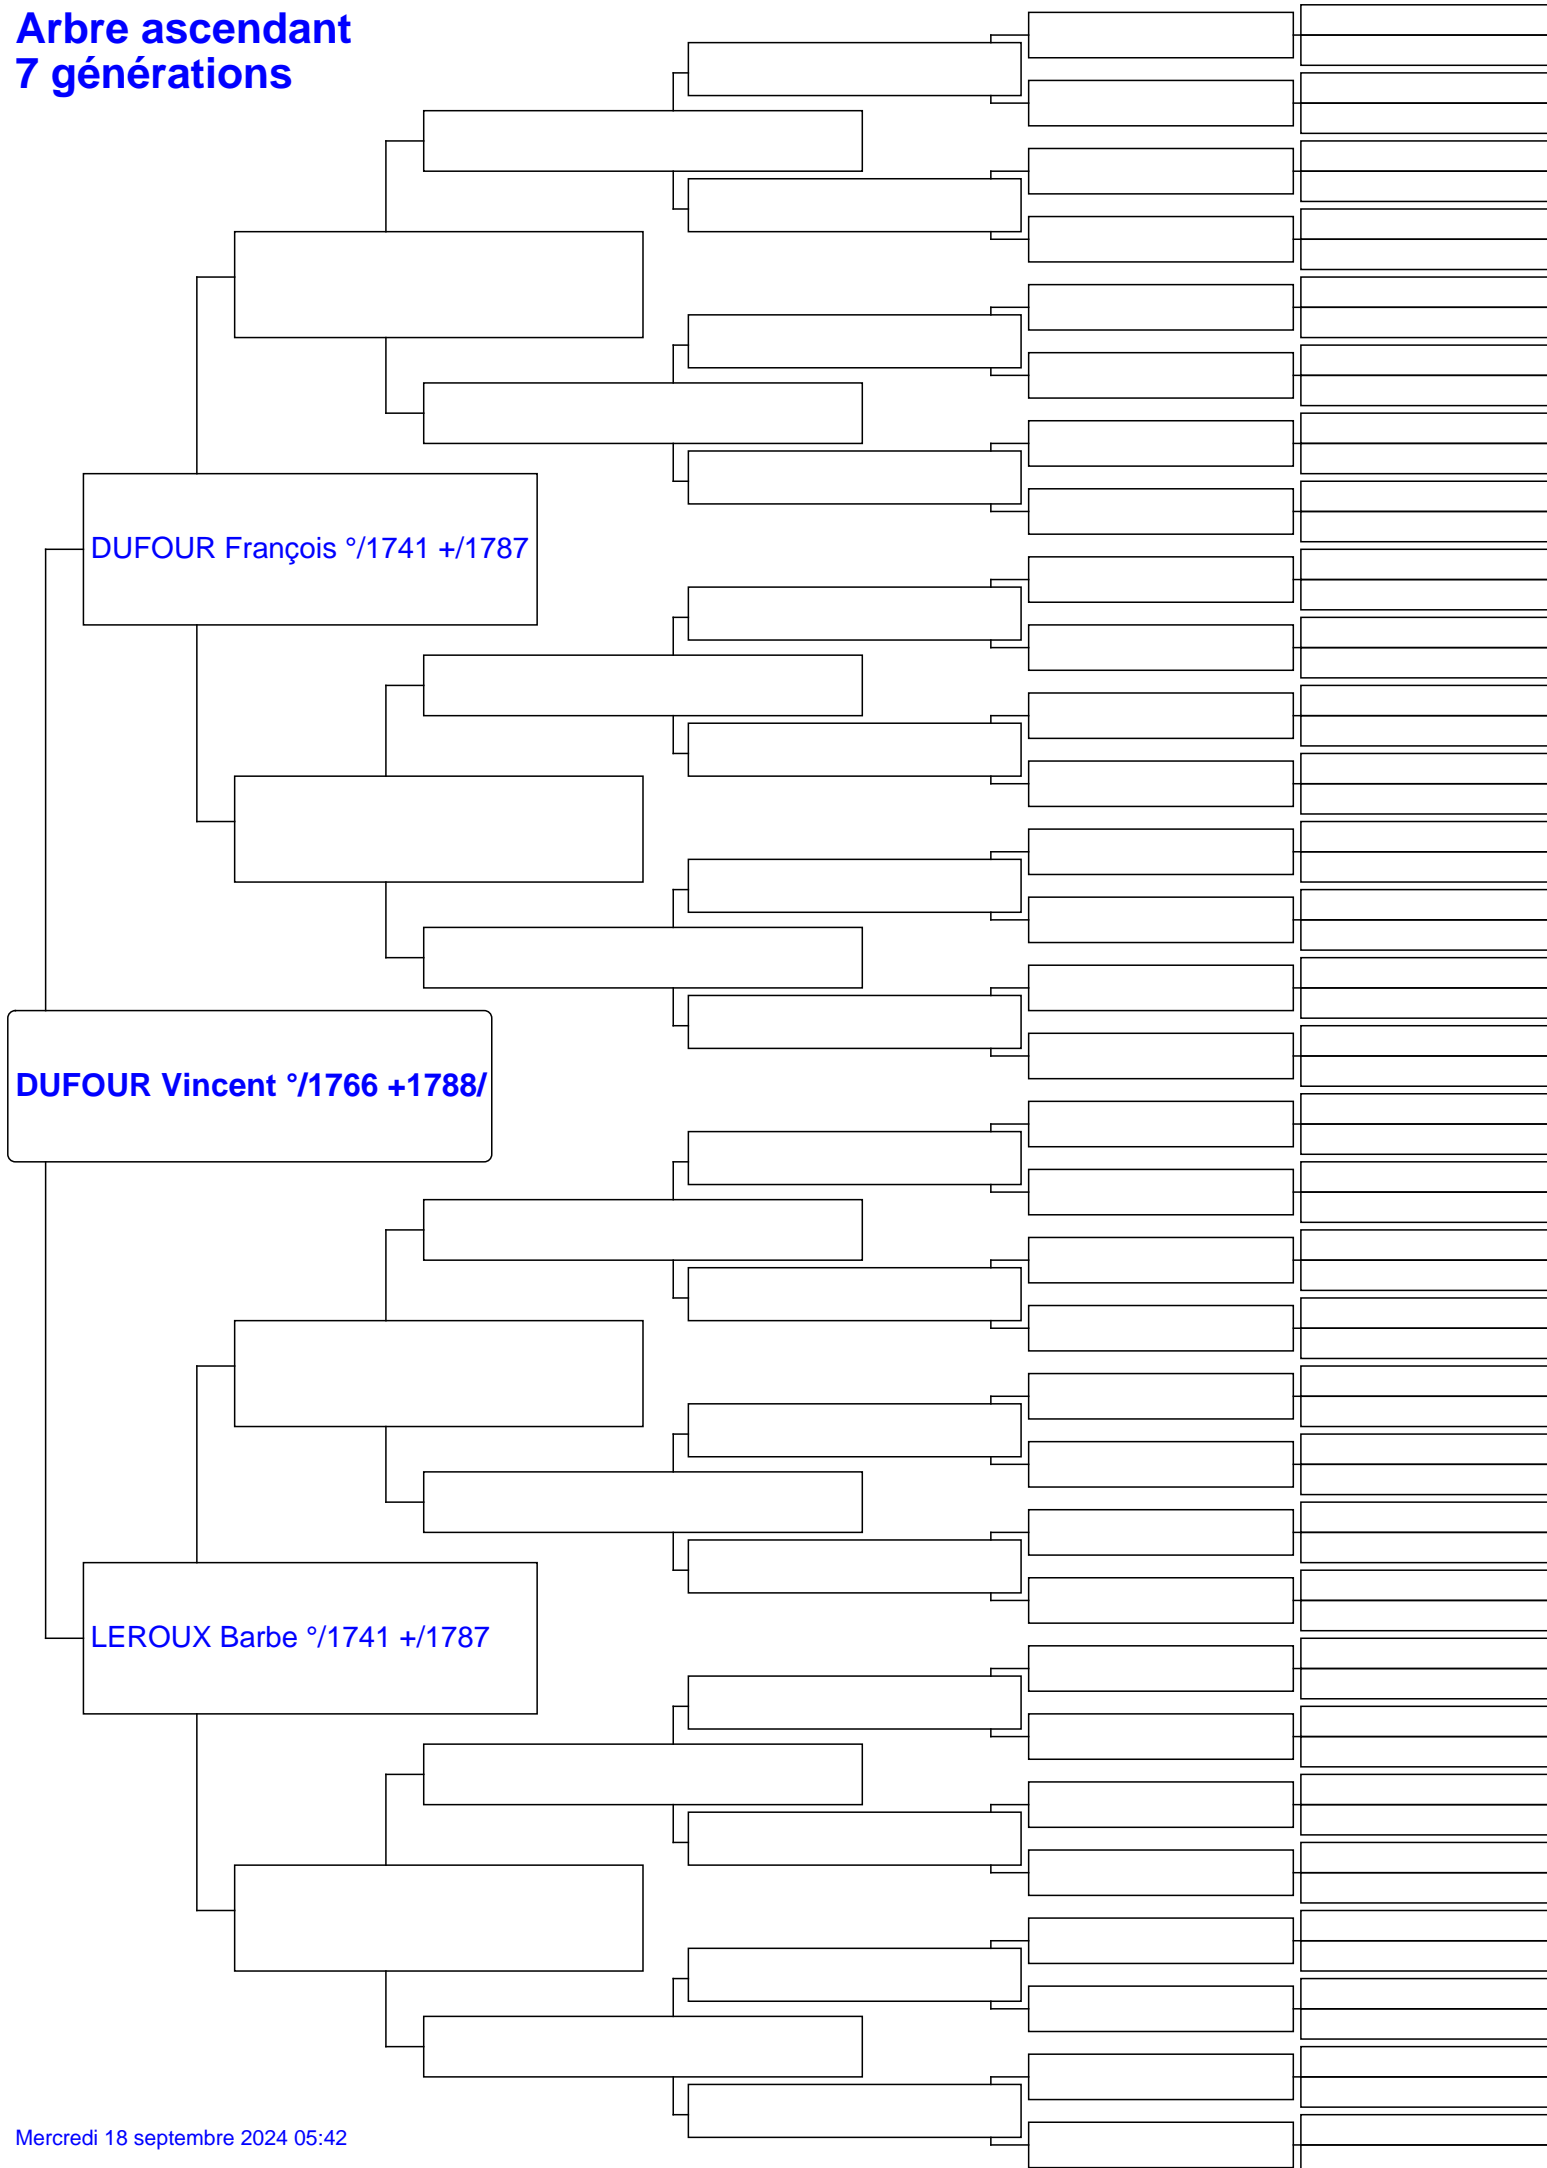 Arbre ascendant
7 générations
DUFOUR François °/1741 +/1787
DUFOUR Vincent °/1766 +1788/
LEROUX Barbe °/1741 +/1787
Mercredi 18 septembre 2024 05:42